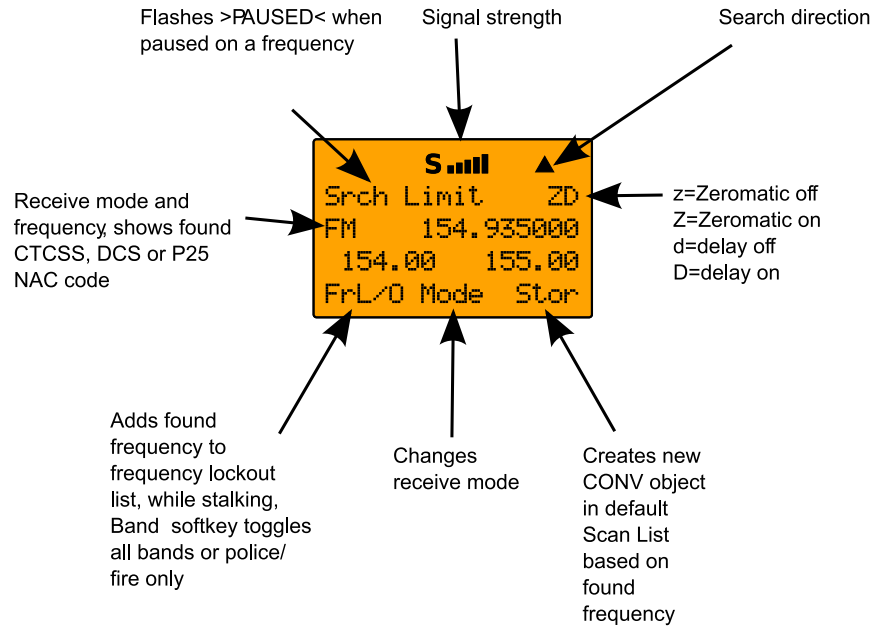 Flashes >PAUSED< when
paused on a frequency
Signal strength
Search direction
S
Srch Limit ZD
FM 154.935000
154.00 155.00
FrL/O Mode Stor
Receive mode and
frequency, shows found
CTCSS, DCS or P25
NAC code
z=Zeromatic off
Z=Zeromatic on
d=delay off
D=delay on
Adds found
frequency to
frequency lockout
list, while stalking,
Band softkey toggles
all bands or police/
fire only
Changes
receive mode
Creates new
CONV object
in default
Scan List
based on
found
frequency